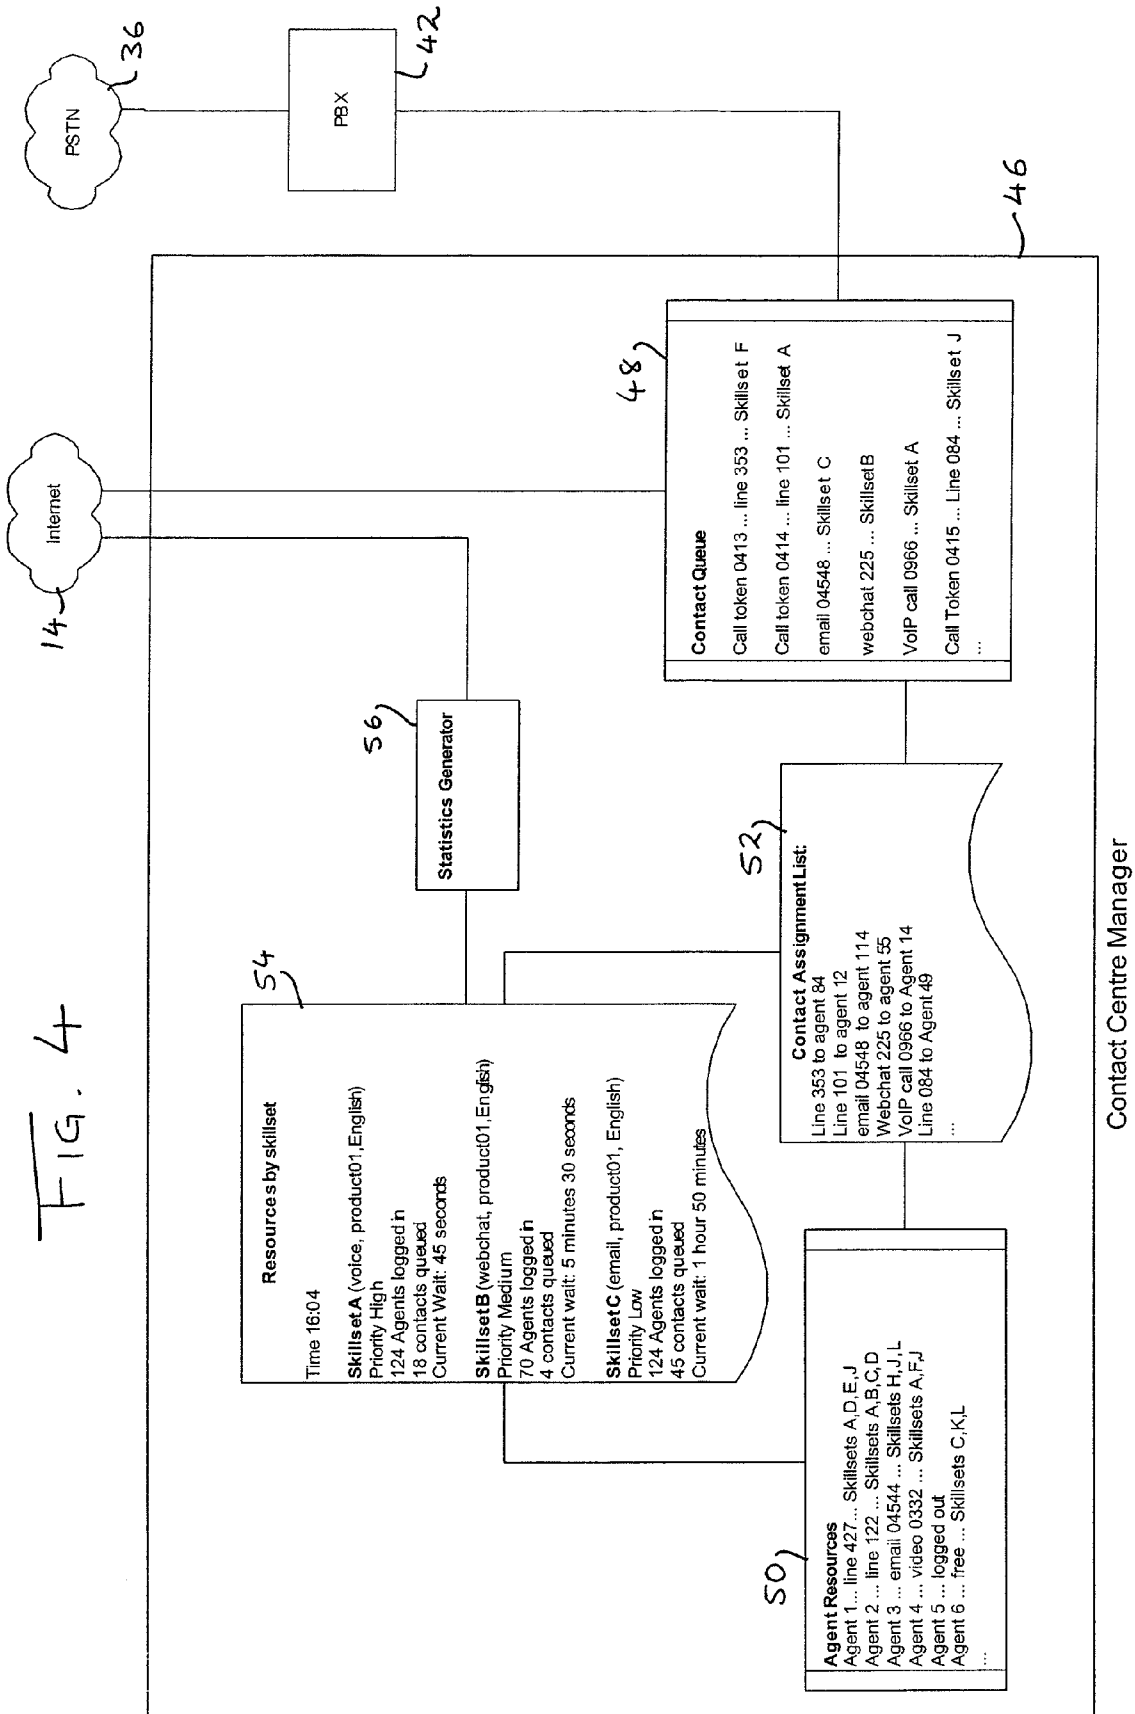 FIG. 4
PSTN
36
PBX
42
Internet
14
46
48
Contact Queue
Call token 0413 ... line 353 ... Skillset F
Call token 0414 ... line 101 ... Skillset A
email 04548 ... Skillset C
webchat 225 ... Skillset B
VoIP call 0966 ... Skillset A
Call Token 0415 ... Line 084 ... Skillset J
...
56
Statistics Generator
54
Resources by skillset
Time 16:04
Skillset A (voice, product01, English)
Priority High
124 Agents logged in
18 contacts queued
Current Wait: 45 seconds
Skillset B (webchat, product01, English)
Priority Medium
70 Agents logged in
4 contacts queued
Current wait: 5 minutes 30 seconds
Skillset C (email, product01, English)
Priority Low
124 Agents logged in
45 contacts queued
Current wait: 1 hour 50 minutes
52
Contact Assignment List:
Line 353 to agent 84
Line 101 to agent 12
email 04548 to agent 114
Webchat 225 to agent 55
VoIP call 0966 to Agent 14
Line 084 to Agent 49
...
50
Agent Resources
Agent 1 ... line 427 ... Skillsets A,D,E,J
Agent 2 ... line 122 ... Skillsets A,B,C,D
Agent 3 ... email 04544 ... Skillsets H,J,L
Agent 4 ... video 0332 ... Skillsets A,F,J
Agent 5 ... logged out
Agent 6 ... free ... Skillsets C,K,L
...
Contact Centre Manager